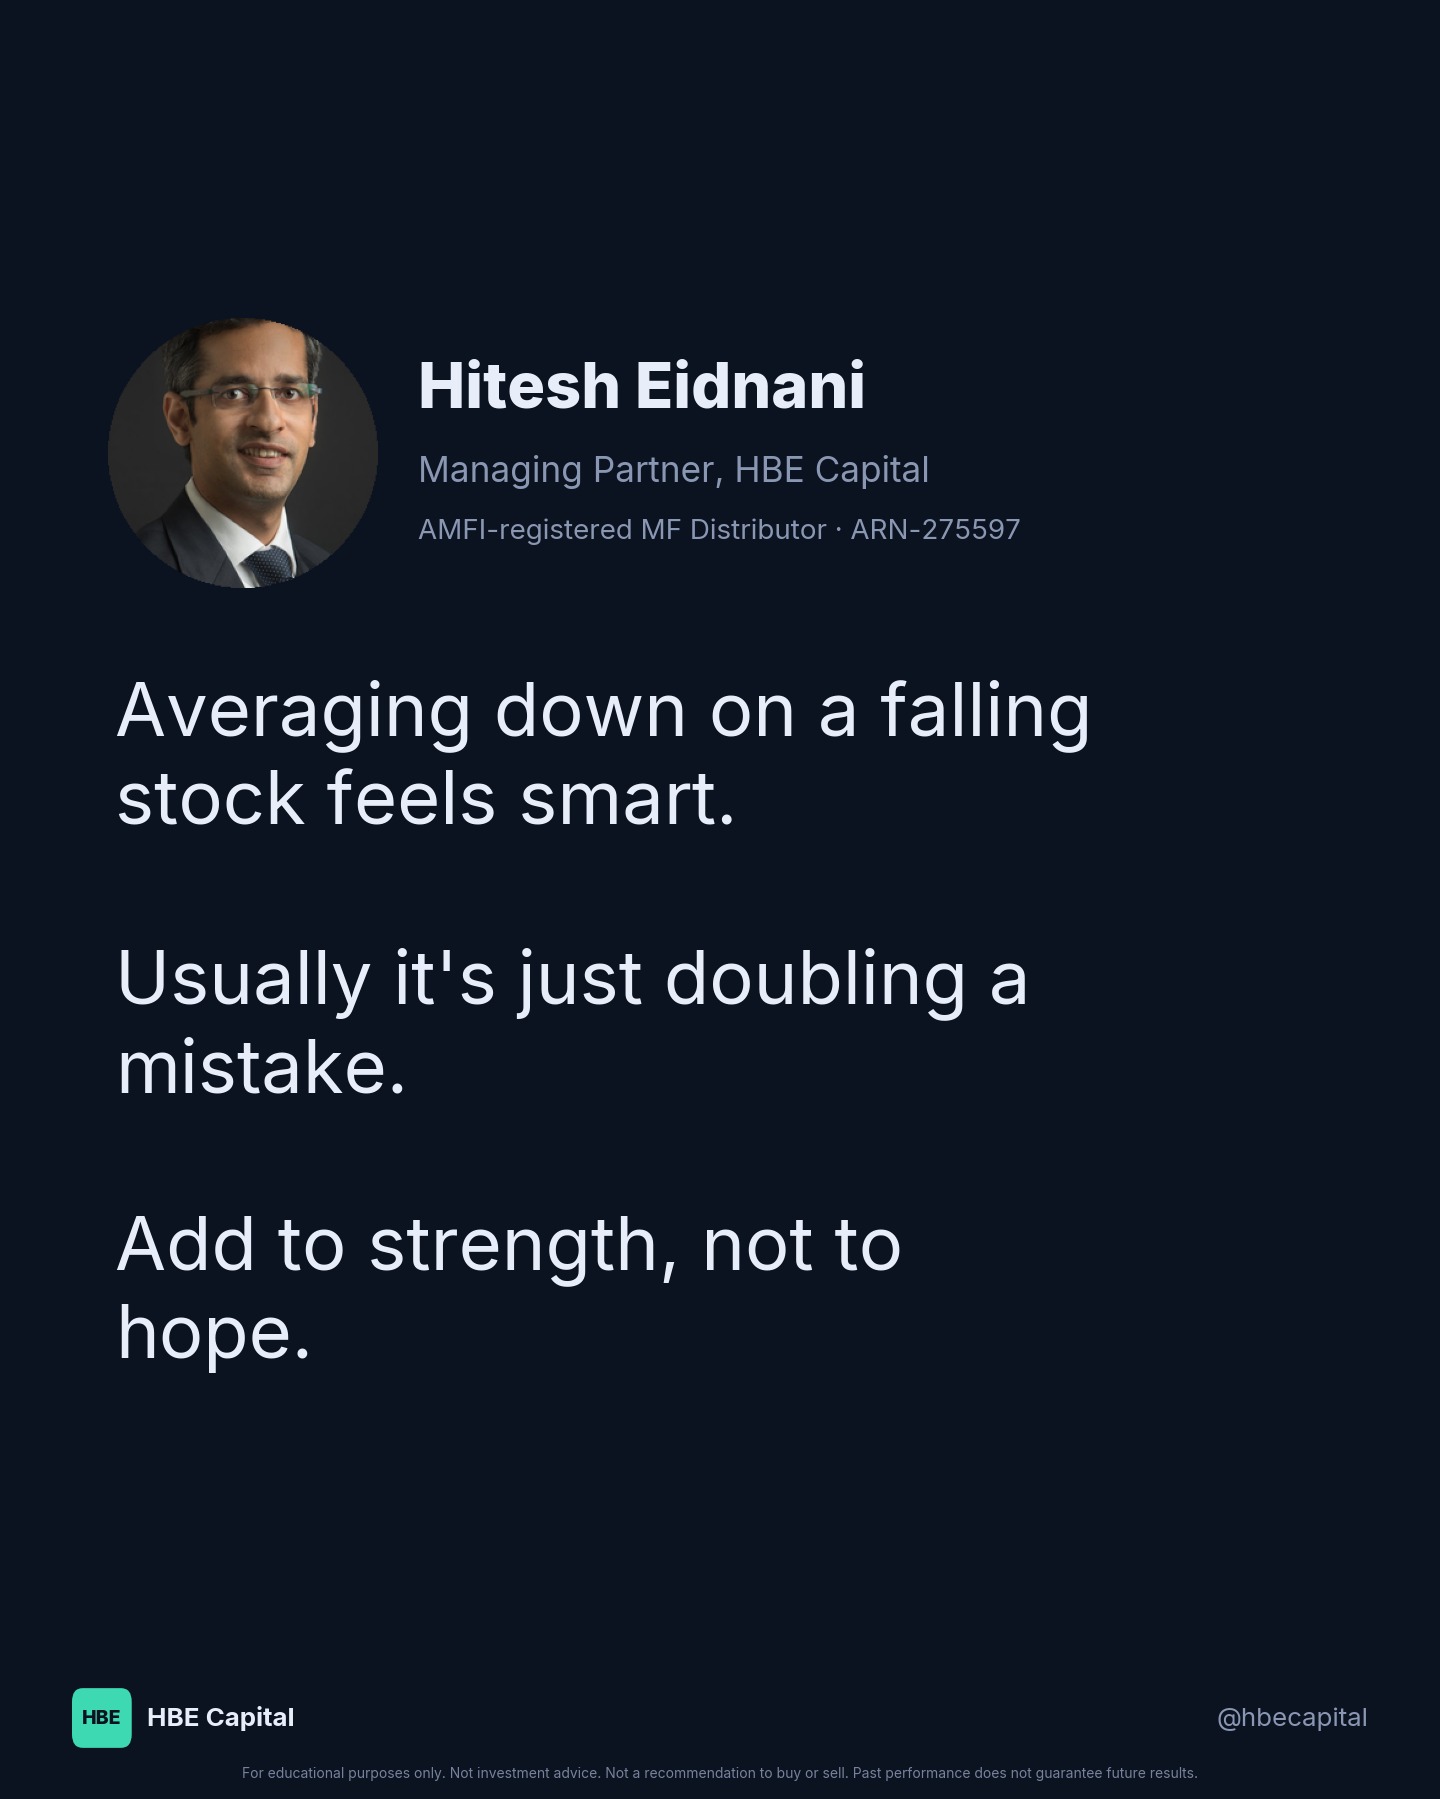 Hitesh Eidnani
Managing Partner, HBE Capital
AMFI-registered MF Distributor · ARN-275597
Averaging down on a falling
stock feels smart.
Usually it's just doubling a
mistake.
Add to strength, not to
hope.
HBE HBE Capital
@hbecapital
For educational purposes only. Not investment advice. Not a recommendation to buy or sell. Past performance does not guarantee future results.